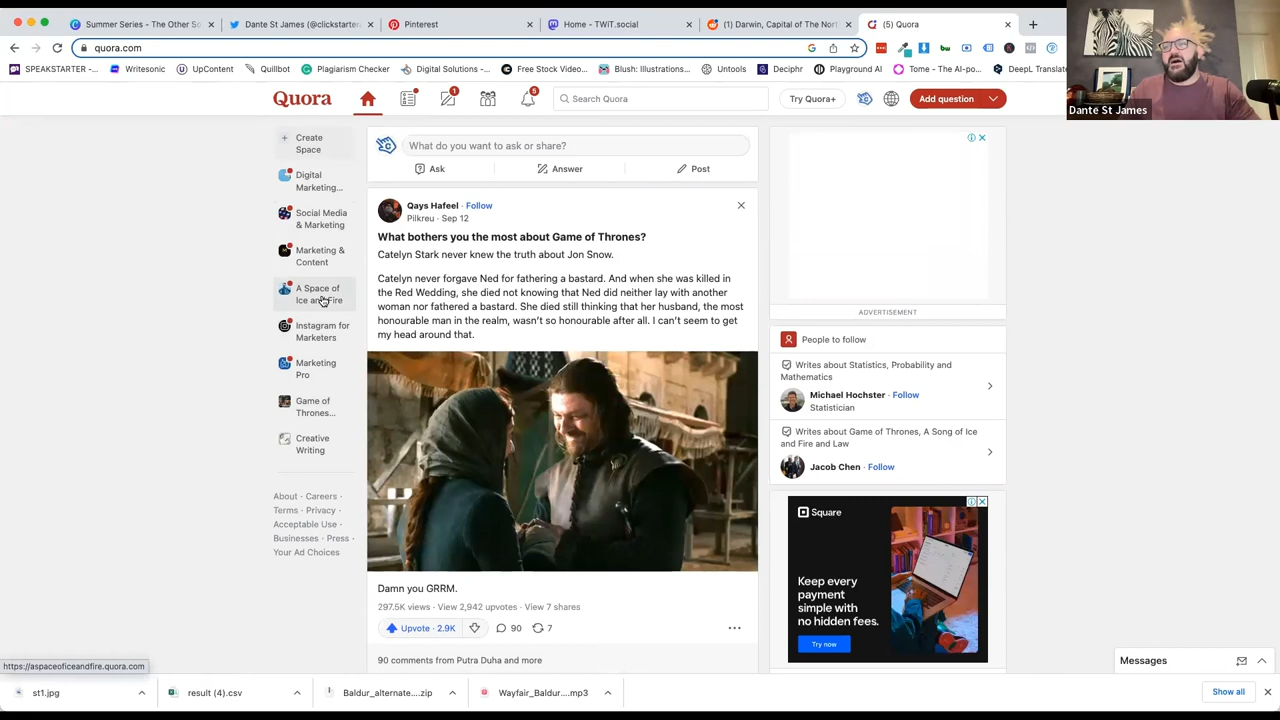 Summer Series - The Other So
Dante St James (@clickstarter
Pinterest
Home - TWiT.social
(1) Darwin, Capital of The Nort
(5) Quora
quora.com
SPEAKSTARTER -...
Writesonic
UpContent
Quillbot
Plagiarism Checker
Digital Solutions -...
Free Stock Video...
Blush: Illustrations...
Untools
Deciphr
Playground AI
Tome - The AI-po...
DeepL Translate
Dante St James
Quora
1
5
Search Quora
Try Quora+
Add question
Create
Space
Digital
Marketing...
Social Media
& Marketing
Marketing &
Content
A Space of
Ice and Fire
Instagram for
Marketers
Marketing
Pro
Game of
Thrones...
Creative
Writing
About · Careers ·
Terms · Privacy ·
Acceptable Use ·
Businesses · Press ·
Your Ad Choices
What do you want to ask or share?
Ask
Answer
Post
Qays Hafeel · Follow
Pilkreu · Sep 12
What bothers you the most about Game of Thrones?
Catelyn Stark never knew the truth about Jon Snow.
Catelyn never forgave Ned for fathering a bastard. And when she was killed in
the Red Wedding, she died not knowing that Ned did neither lay with another
woman nor fathered a bastard. She died still thinking that her husband, the most
honourable man in the realm, wasn't so honourable after all. I can't seem to get
my head around that.
Damn you GRRM.
297.5K views · View 2,942 upvotes · View 7 shares
Upvote · 2.9K
90
7
90 comments from Putra Duha and more
ADVERTISEMENT
People to follow
Writes about Statistics, Probability and
Mathematics
Michael Hochster · Follow
Statistician
Writes about Game of Thrones, A Song of Ice
and Fire and Law
Jacob Chen · Follow
Square
Keep every
payment
simple with
no hidden fees.
Try now
Messages
https://aspaceoficeandfire.quora.com
st1.jpg
result (4).csv
Baldur_alternate....zip
Wayfair_Baldur....mp3
Show all